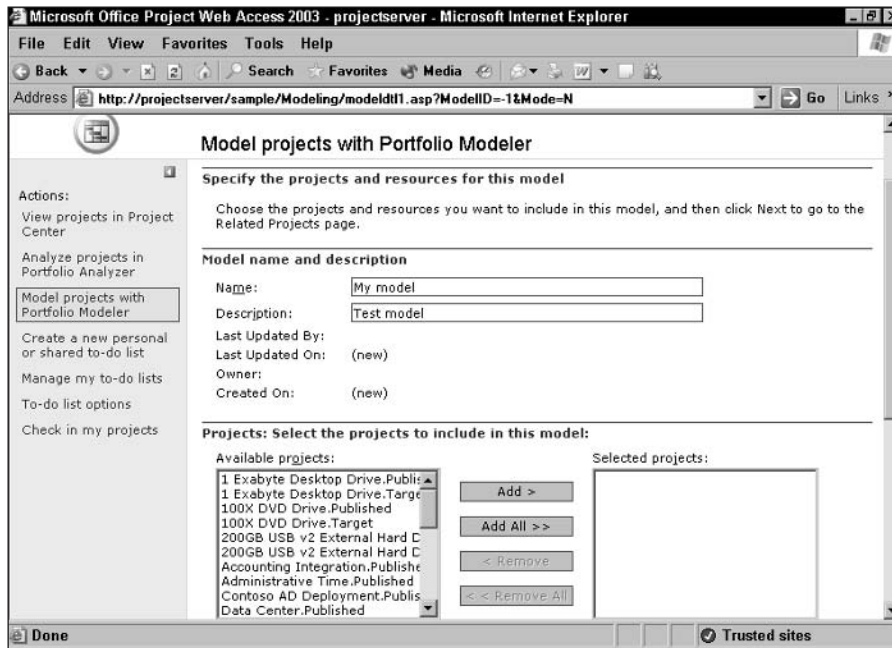 Microsoft Office Project Web Access 2003 - projectserver - Microsoft Internet Explorer
File Edit View Favorites Tools Help
Back Search Favorites Media
Address http://projectserver/sample/Modeling/modeldtl1.asp?ModelID=-1&Mode=N Go Links
Model projects with Portfolio Modeler
Actions:
View projects in Project
Center
Analyze projects in
Portfolio Analyzer
Model projects with
Portfolio Modeler
Create a new personal
or shared to-do list
Manage my to-do lists
To-do list options
Check in my projects
Specify the projects and resources for this model
Choose the projects and resources you want to include in this model, and then click Next to go to the
Related Projects page.
Model name and description
Name: My model
Description: Test model
Last Updated By:
Last Updated On: (new)
Owner:
Created On: (new)
Projects: Select the projects to include in this model:
Available projects:
1 Exabyte Desktop Drive.Publis
1 Exabyte Desktop Drive.Targe
100X DVD Drive.Published
100X DVD Drive.Target
200GB USB v2 External Hard D
200GB USB v2 External Hard D
Accounting Integration.Publishe
Administrative Time.Published
Contoso AD Deployment.Publis
Data Center.Published
Add >
Add All >>
< Remove
< < Remove All
Selected projects:
Done Trusted sites